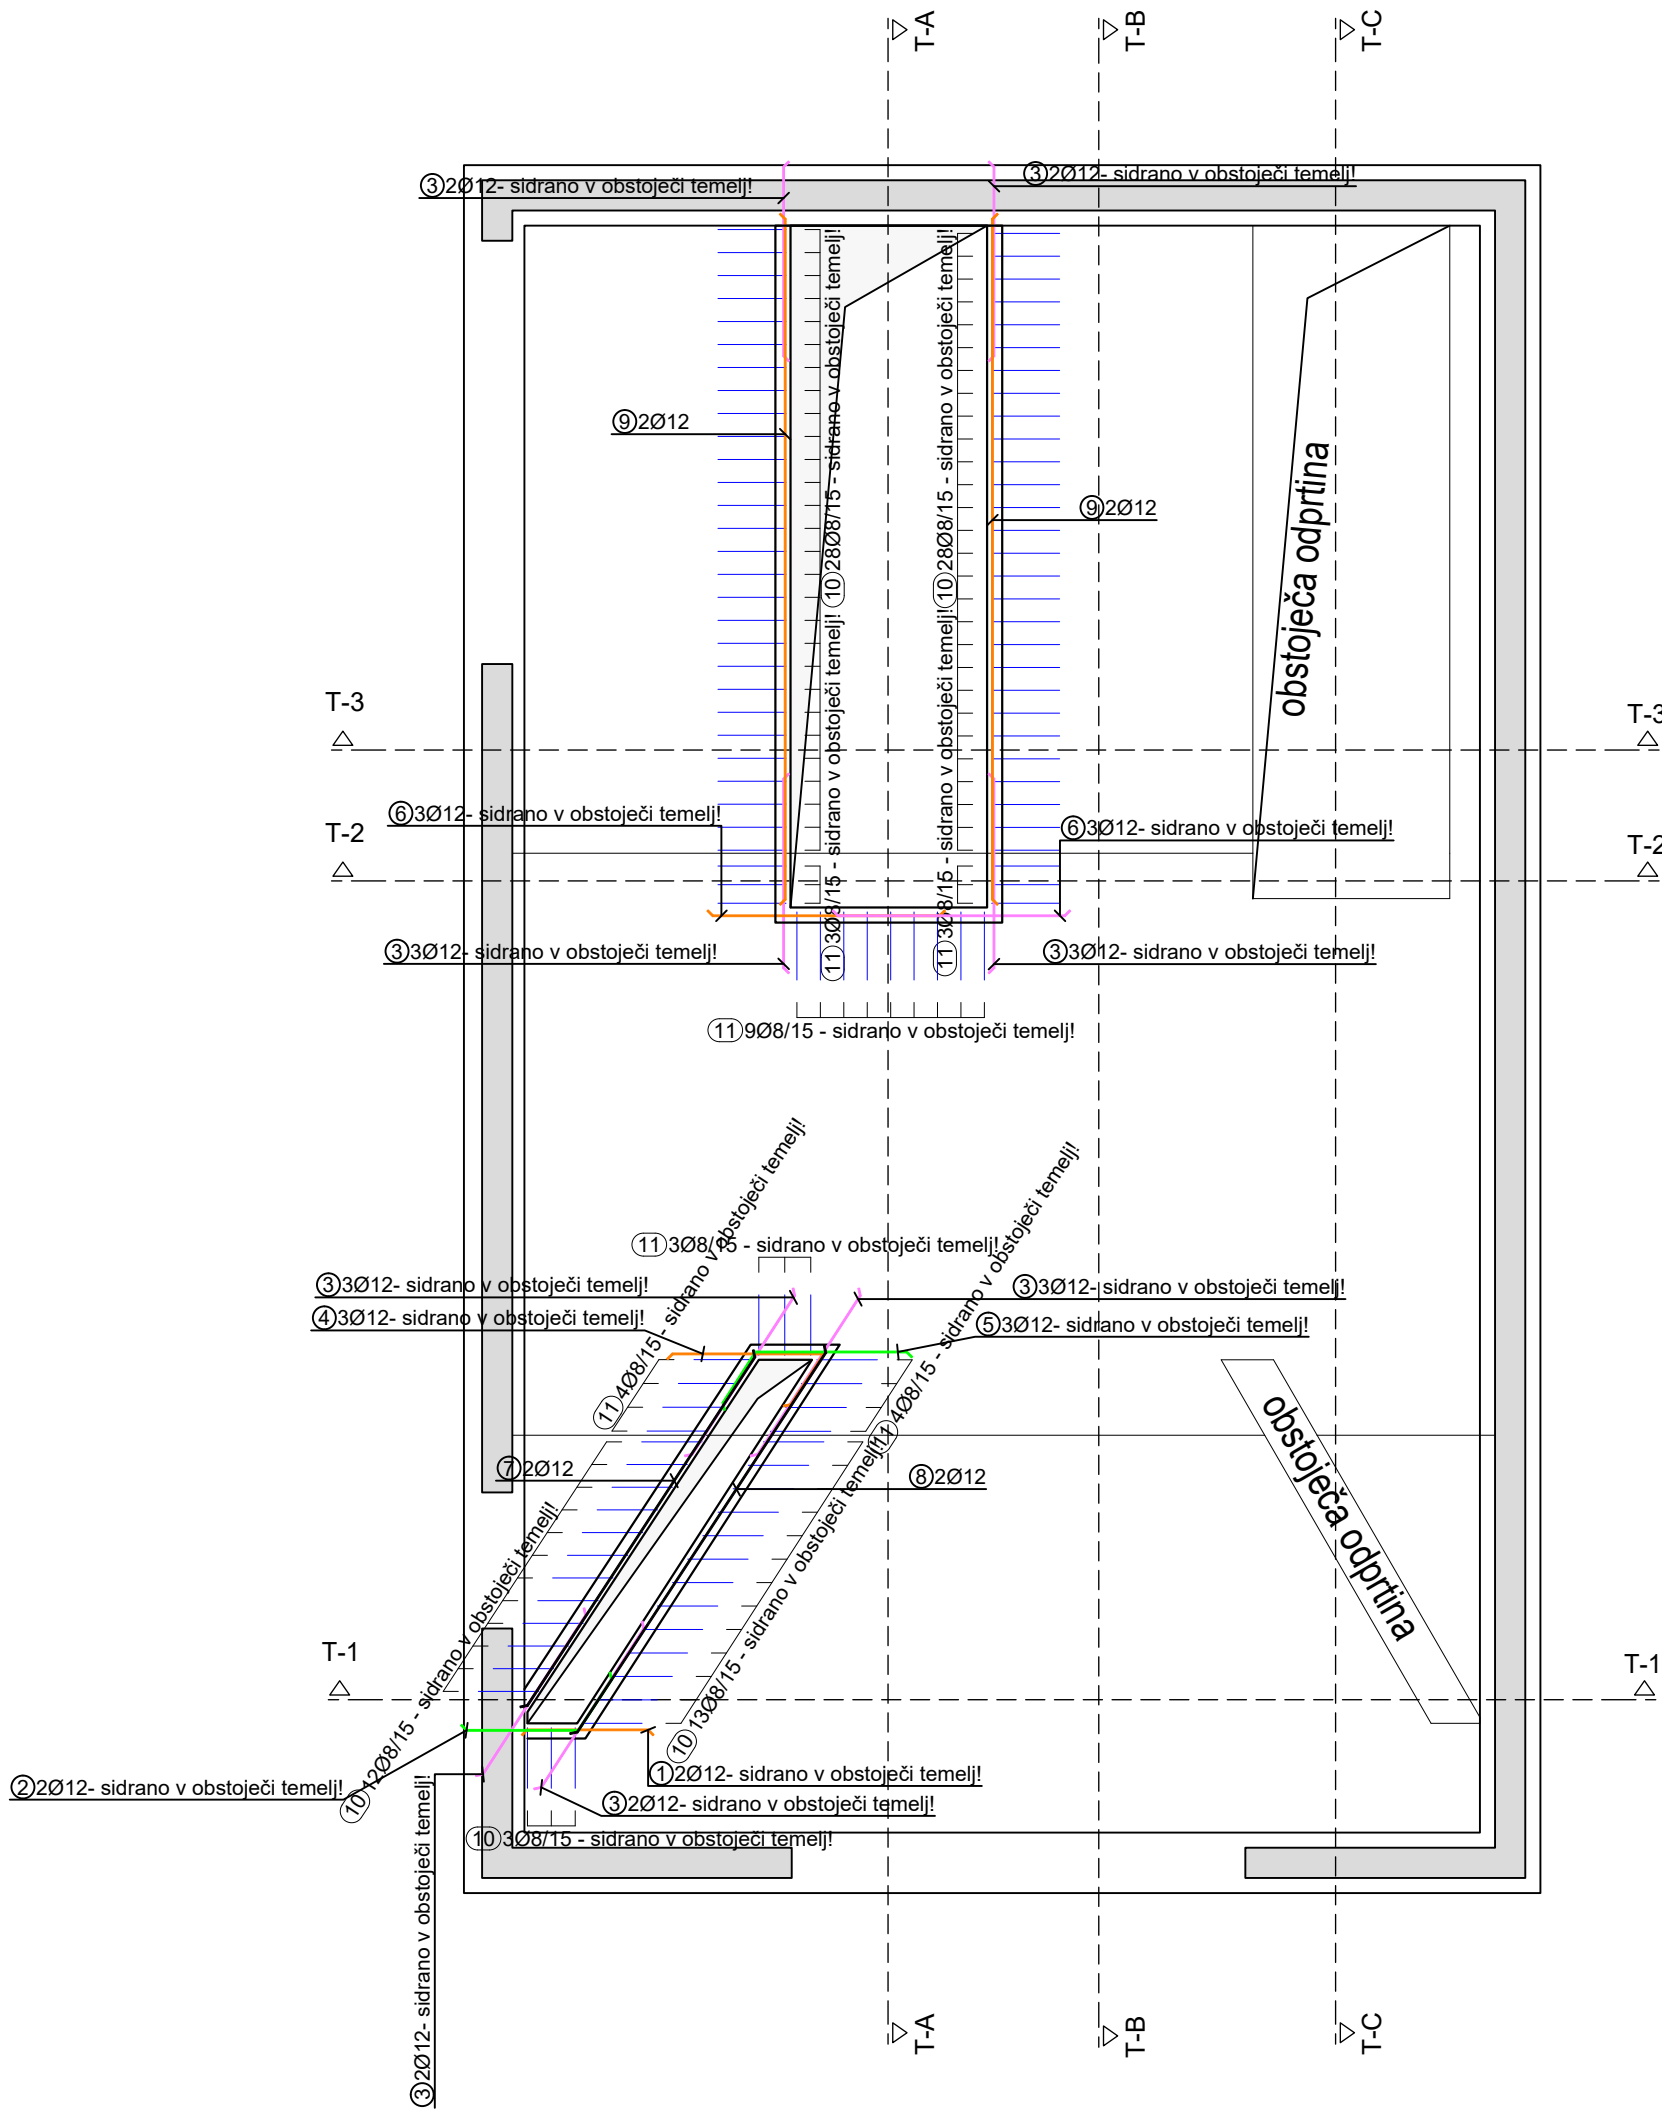 T-A
T-B
T-C
③2Ø12- sidrano v obstoječi temelj!
③2Ø12- sidrano v obstoječi temelj!
⑩28Ø8/15 - sidrano v obstoječi temelj!
⑩28Ø8/15 - sidrano v obstoječi temelj!
⑨2Ø12
⑨2Ø12
obstoječa odprtina
T-3
T-3
⑥3Ø12- sidrano v obstoječi temelj!
⑥3Ø12- sidrano v obstoječi temelj!
T-2
T-2
⑪3Ø8/15 - sidrano v obstoječi temelj!
⑪3Ø8/15 - sidrano v obstoječi temelj!
③3Ø12- sidrano v obstoječi temelj!
③3Ø12- sidrano v obstoječi temelj!
⑪9Ø8/15 - sidrano v obstoječi temelj!
⑪4Ø8/15 - sidrano v obstoječi temelj!
⑪3Ø8/15 - sidrano v obstoječi temelj!
⑪4Ø8/15 - sidrano v obstoječi temelj!
③3Ø12- sidrano v obstoječi temelj!
③3Ø12- sidrano v obstoječi temelj!
④3Ø12- sidrano v obstoječi temelj!
⑤3Ø12- sidrano v obstoječi temelj!
⑦2Ø12
⑧2Ø12
obstoječa odprtina
⑩12Ø8/15 - sidrano v obstoječi temelj!
⑩13Ø8/15 - sidrano v obstoječi temelj!
T-1
T-1
②2Ø12- sidrano v obstoječi temelj!
①2Ø12- sidrano v obstoječi temelj!
③2Ø12- sidrano v obstoječi temelj!
⑩3Ø8/15 - sidrano v obstoječi temelj!
③2Ø12- sidrano v obstoječi temelj!
T-A
T-B
T-C